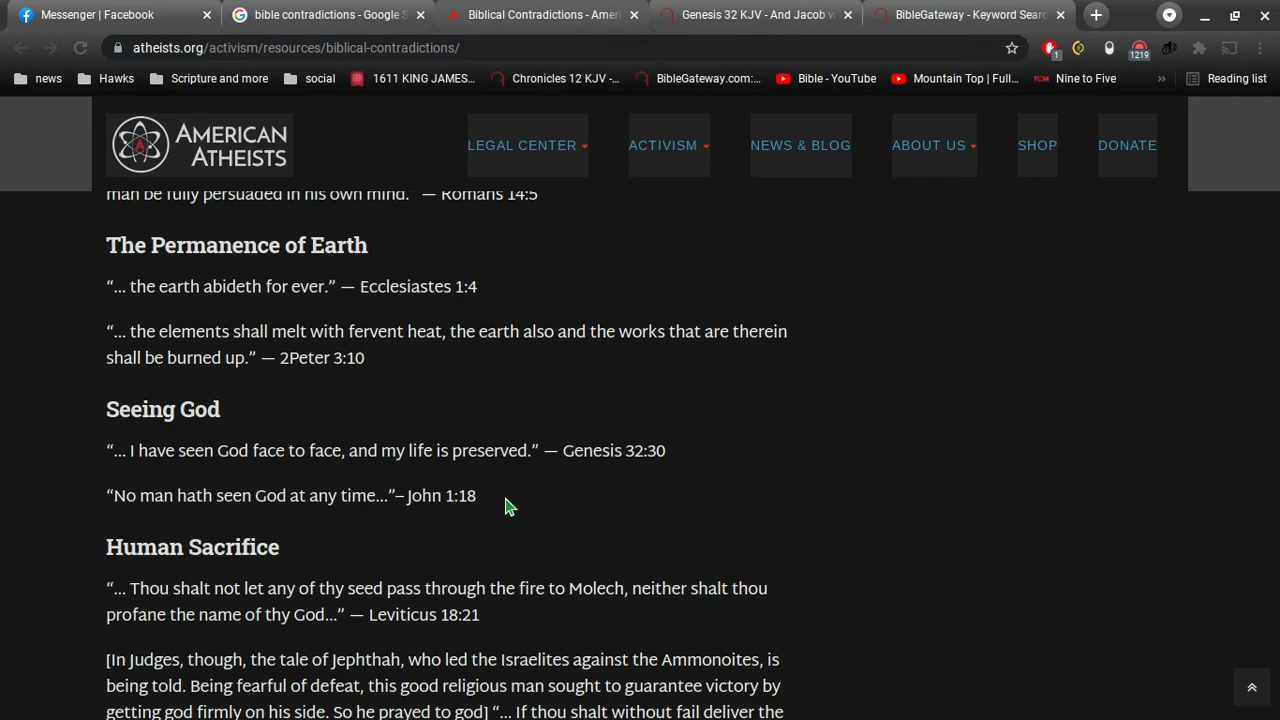 Messenger | Facebook
bible contradictions - Google S
Biblical Contradictions - Amer
Genesis 32 KJV - And Jacob w
BibleGateway - Keyword Searc
atheists.org/activism/resources/biblical-contradictions/
1
1219
news
Hawks
Scripture and more
social
1611 KING JAMES...
Chronicles 12 KJV -...
BibleGateway.com:...
Bible - YouTube
Mountain Top | Full...
TCM
Nine to Five
»
Reading list
AMERICAN
ATHEISTS
LEGAL CENTER
ACTIVISM
NEWS & BLOG
ABOUT US
SHOP
DONATE
man be fully persuaded in his own mind.” — Romans 14:5
The Permanence of Earth
“… the earth abideth for ever.” — Ecclesiastes 1:4
“… the elements shall melt with fervent heat, the earth also and the works that are therein
shall be burned up.” — 2Peter 3:10
Seeing God
“… I have seen God face to face, and my life is preserved.” — Genesis 32:30
“No man hath seen God at any time…”– John 1:18
Human Sacrifice
“… Thou shalt not let any of thy seed pass through the fire to Molech, neither shalt thou
profane the name of thy God…” — Leviticus 18:21
[In Judges, though, the tale of Jephthah, who led the Israelites against the Ammonoites, is
being told. Being fearful of defeat, this good religious man sought to guarantee victory by
getting god firmly on his side. So he prayed to god] “… If thou shalt without fail deliver the